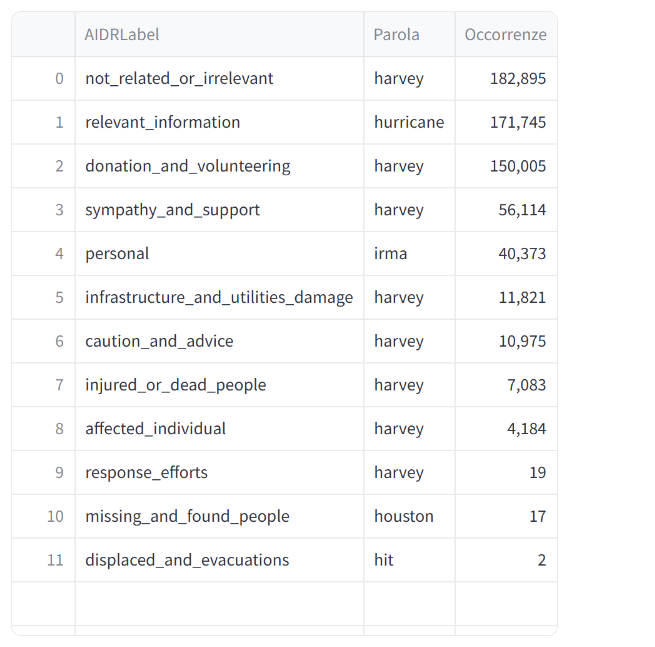 AIDRLabel Parola Occorrenze
0 not_related_or_irrelevant harvey 182,895
1 relevant_information hurricane 171,745
2 donation_and_volunteering harvey 150,005
3 sympathy_and_support harvey 56,114
4 personal irma 40,373
5 infrastructure_and_utilities_damage harvey 11,821
6 caution_and_advice harvey 10,975
7 injured_or_dead_people harvey 7,083
8 affected_individual harvey 4,184
9 response_efforts harvey 19
10 missing_and_found_people houston 17
11 displaced_and_evacuations hit 2